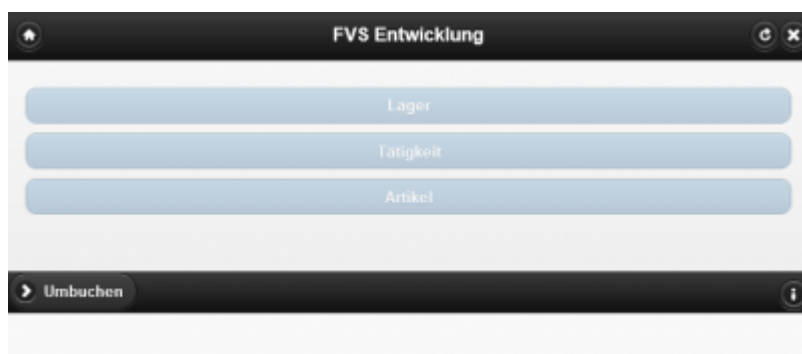 FVS Entwicklung
Lager
Tätigkeit
Artikel
Umbuchen